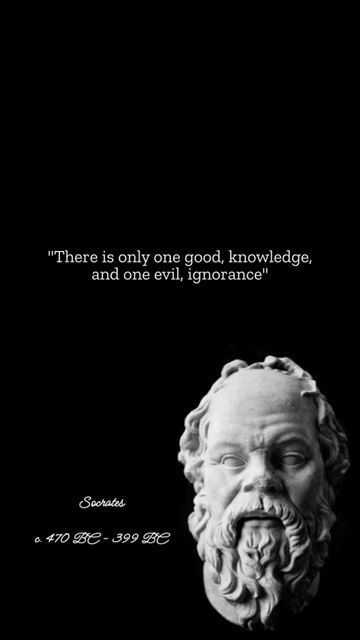 "There is only one good, knowledge,
and one evil, ignorance"
Socrates
c. 470 BC - 399 BC